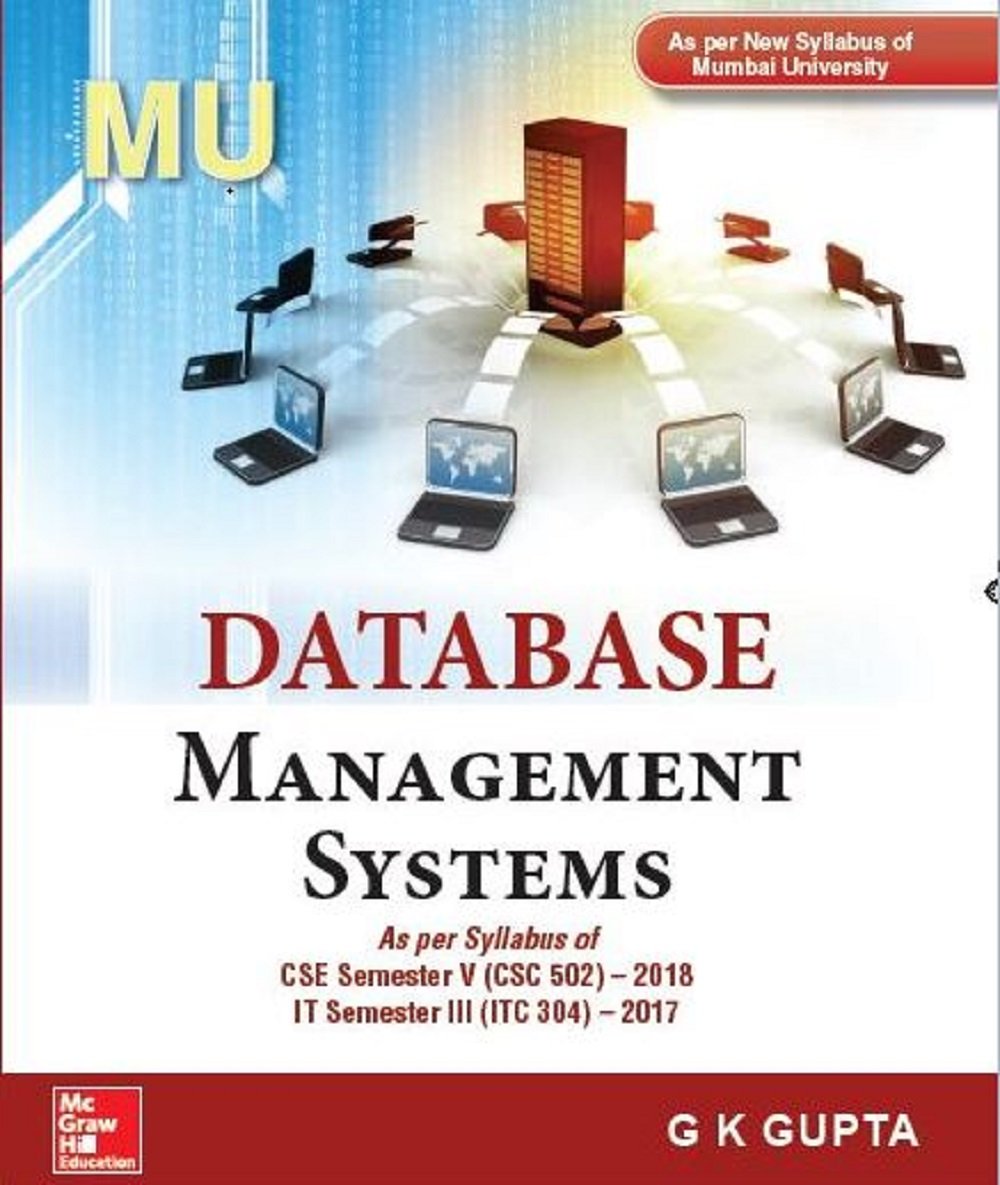 As per New Syllabus of
Mumbai University
MU
DATABASE
MANAGEMENT
SYSTEMS
As per Syllabus of
CSE Semester V (CSC 502) – 2018
IT Semester III (ITC 304) – 2017
Mc
Graw
Hill
Education
G K GUPTA